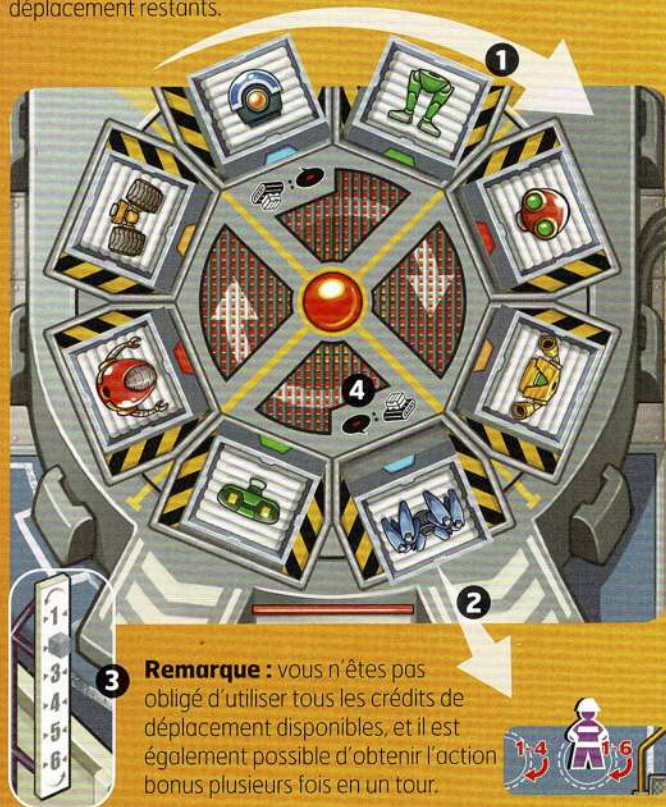 déplacement restants.
1
4
2
1
3
4
5
6
3
Remarque : vous n'êtes pas
obligé d'utiliser tous les crédits de
déplacement disponibles, et il est
également possible d'obtenir l'action
bonus plusieurs fois en un tour.
1-4
1-6